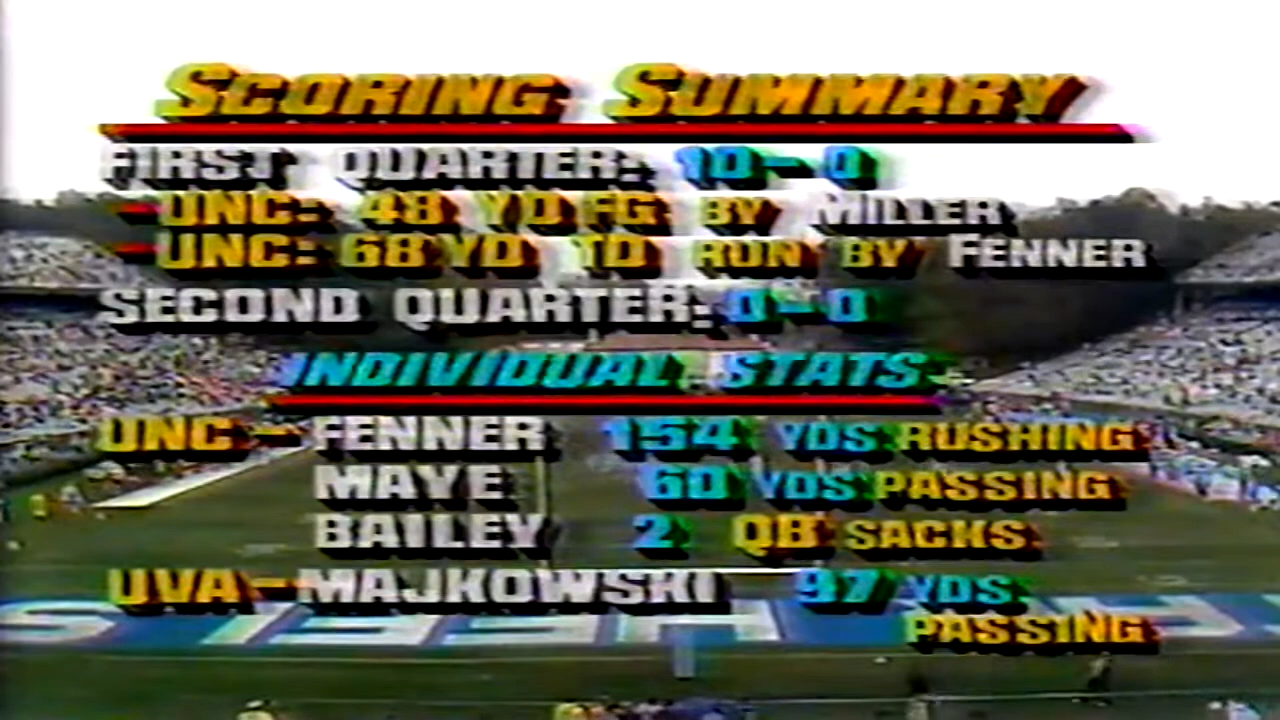 SCORING SUMMARY
FIRST QUARTER: 10-0
-UNC: 48 YD FG BY MILLER
-UNC: 68 YD TD RUN BY FENNER
SECOND QUARTER: 0-0
INDIVIDUAL STATS
UNC- FENNER 154 YDS RUSHING
MAYE 60 YDS PASSING
BAILEY 2 QB SACKS
UVA-MAJKOWSKI 97 YDS
PASSING